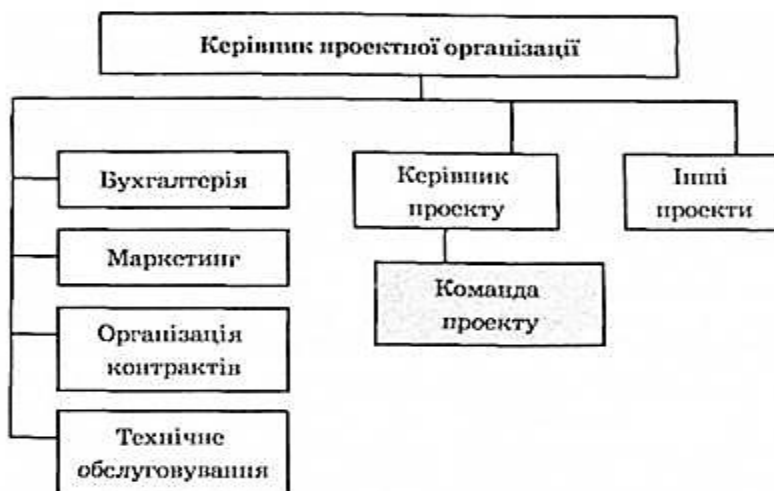 Керівник проектної організації
Бухгалтерія
Маркетинг
Організація
контрактів
Технічне
обслуговування
Керівник
проекту
Команда
проекту
Інші
проекти